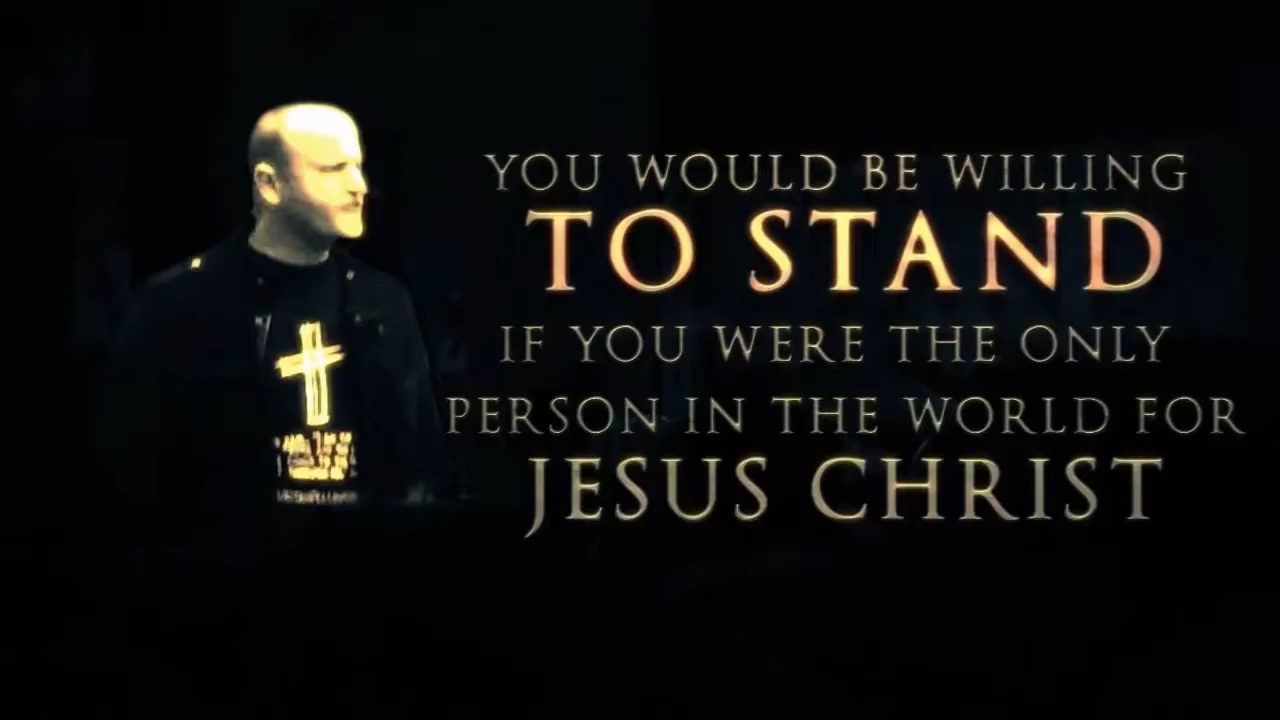 YOU WOULD BE WILLING
TO STAND
IF YOU WERE THE ONLY
PERSON IN THE WORLD FOR
JESUS CHRIST